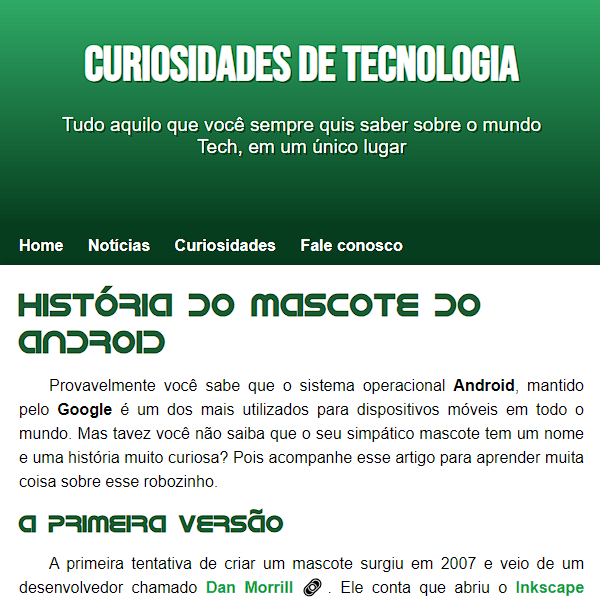 CURIOSIDADES DE TECNOLOGIA
Tudo aquilo que você sempre quis saber sobre o mundo
Tech, em um único lugar
Home Notícias Curiosidades Fale conosco
História do Mascote do
Android
Provavelmente você sabe que o sistema operacional Android, mantido
pelo Google é um dos mais utilizados para dispositivos móveis em todo o
mundo. Mas tavez você não saiba que o seu simpático mascote tem um nome
e uma história muito curiosa? Pois acompanhe esse artigo para aprender muita
coisa sobre esse robozinho.
A primeira versão
A primeira tentativa de criar um mascote surgiu em 2007 e veio de um
desenvolvedor chamado Dan Morrill . Ele conta que abriu o Inkscape